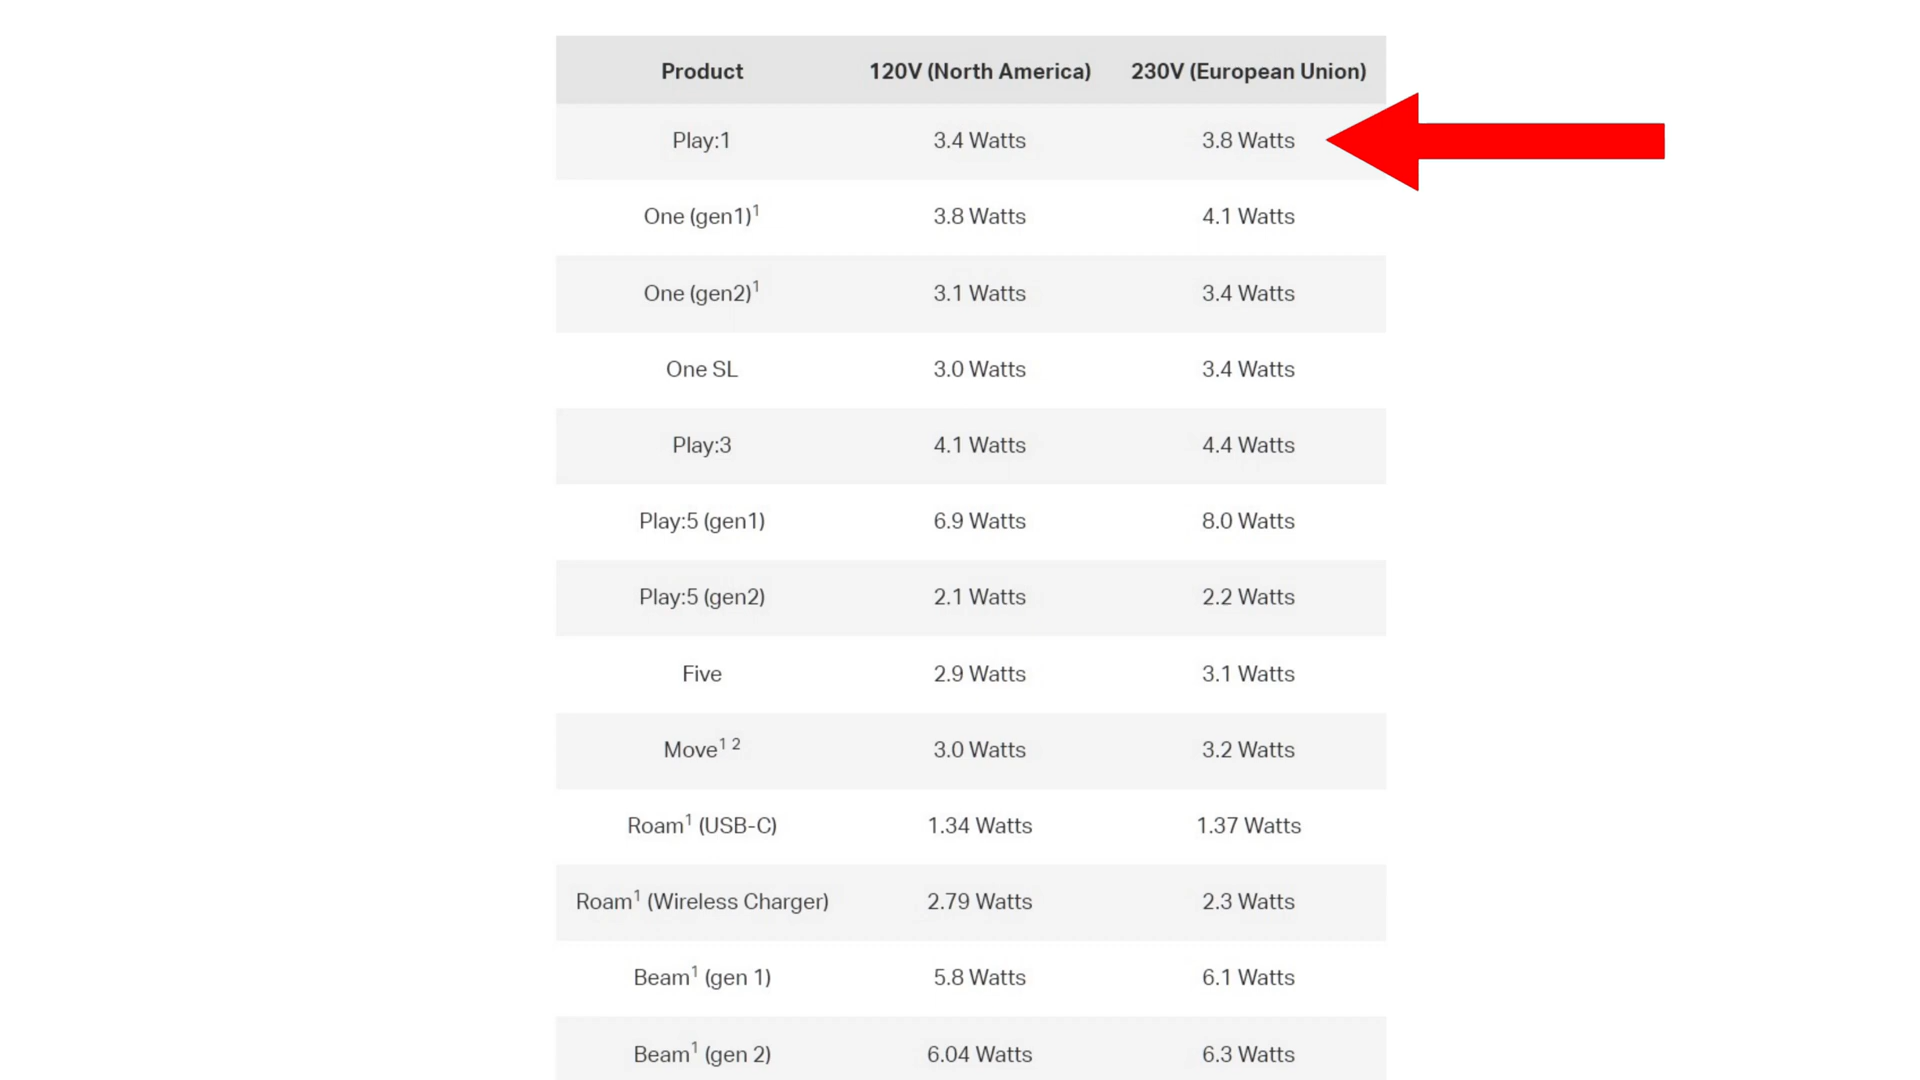 Product 120V (North America) 230V (European Union)
Play:1 3.4 Watts 3.8 Watts
One (gen1)¹ 3.8 Watts 4.1 Watts
One (gen2)¹ 3.1 Watts 3.4 Watts
One SL 3.0 Watts 3.4 Watts
Play:3 4.1 Watts 4.4 Watts
Play:5 (gen1) 6.9 Watts 8.0 Watts
Play:5 (gen2) 2.1 Watts 2.2 Watts
Five 2.9 Watts 3.1 Watts
Move¹ ² 3.0 Watts 3.2 Watts
Roam¹ (USB-C) 1.34 Watts 1.37 Watts
Roam¹ (Wireless Charger) 2.79 Watts 2.3 Watts
Beam¹ (gen 1) 5.8 Watts 6.1 Watts
Beam¹ (gen 2) 6.04 Watts 6.3 Watts